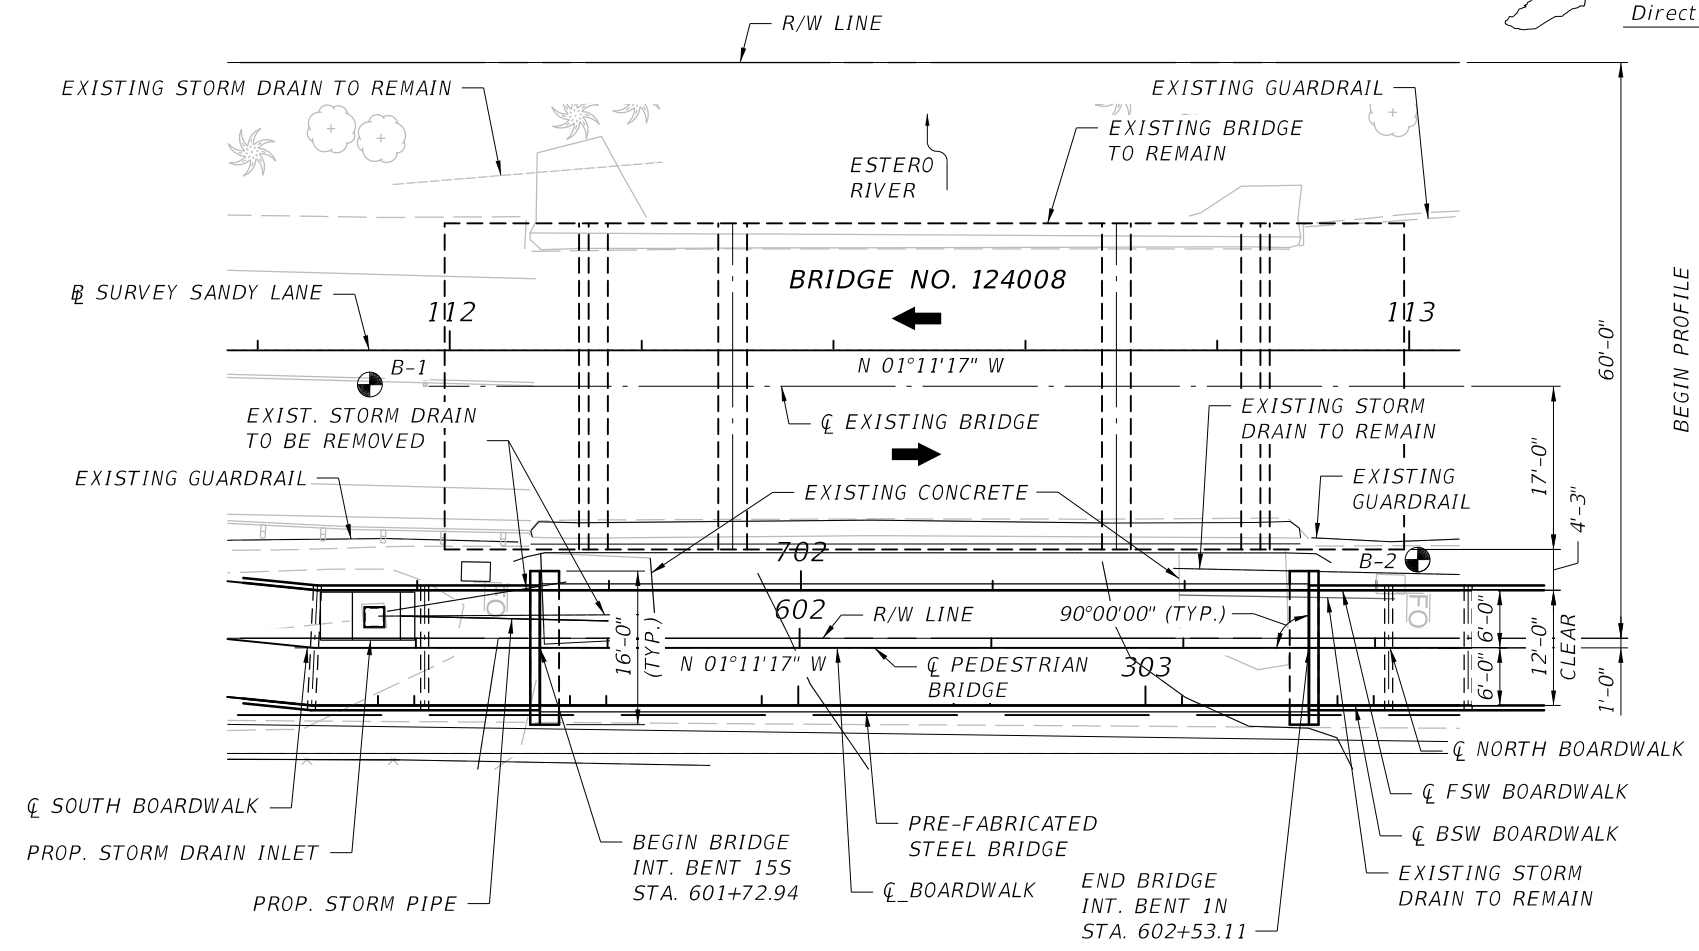 Direct
R/W LINE
EXISTING STORM DRAIN TO REMAIN
EXISTING GUARDRAIL
EXISTING BRIDGE
TO REMAIN
ESTERO
RIVER
BRIDGE NO. 124008
℄ SURVEY SANDY LANE
112
113
N 01°11'17" W
B-1
60'-0"
BEGIN PROFILE
EXIST. STORM DRAIN
TO BE REMOVED
℄ EXISTING BRIDGE
EXISTING STORM
DRAIN TO REMAIN
17'-0"
EXISTING GUARDRAIL
EXISTING CONCRETE
EXISTING
GUARDRAIL
4'-3"
702
B-2
602
R/W LINE
90°00'00" (TYP.)
16'-0"
(TYP.)
FO
6'-0"
6'-0"
12'-0"
CLEAR
1'-0"
N 01°11'17" W
℄ PEDESTRIAN
BRIDGE
303
℄ NORTH BOARDWALK
℄ FSW BOARDWALK
℄ BSW BOARDWALK
℄ SOUTH BOARDWALK
PROP. STORM DRAIN INLET
PROP. STORM PIPE
BEGIN BRIDGE
INT. BENT 15S
STA. 601+72.94
PRE-FABRICATED
STEEL BRIDGE
℄_BOARDWALK
END BRIDGE
INT. BENT 1N
STA. 602+53.11
EXISTING STORM
DRAIN TO REMAIN